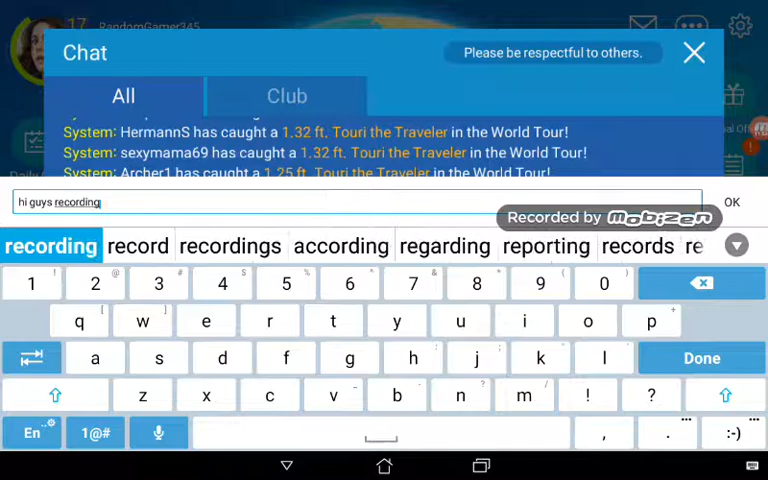 17 RandomGamer345
Chat Please be respectful to others.
All Club
System: HermannS has caught a 1.32 ft. Touri the Traveler in the World Tour!
System: sexymama69 has caught a 1.32 ft. Touri the Traveler in the World Tour!
System: Archer1 has caught a 1.25 ft. Touri the Traveler in the World Tour!
hi guys recording OK
Recorded by Mobizen
recording record recordings according regarding reporting records re
1 ! 2 @ 3 # 4 $ 5 % 6 ^ 7 & 8 * 9 ( 0 )
q w e r t y u i o p
a s d f g h ; j : k ' l " Done
z x c v - b _ n ? m / ! ?
En 1@# , . :-)